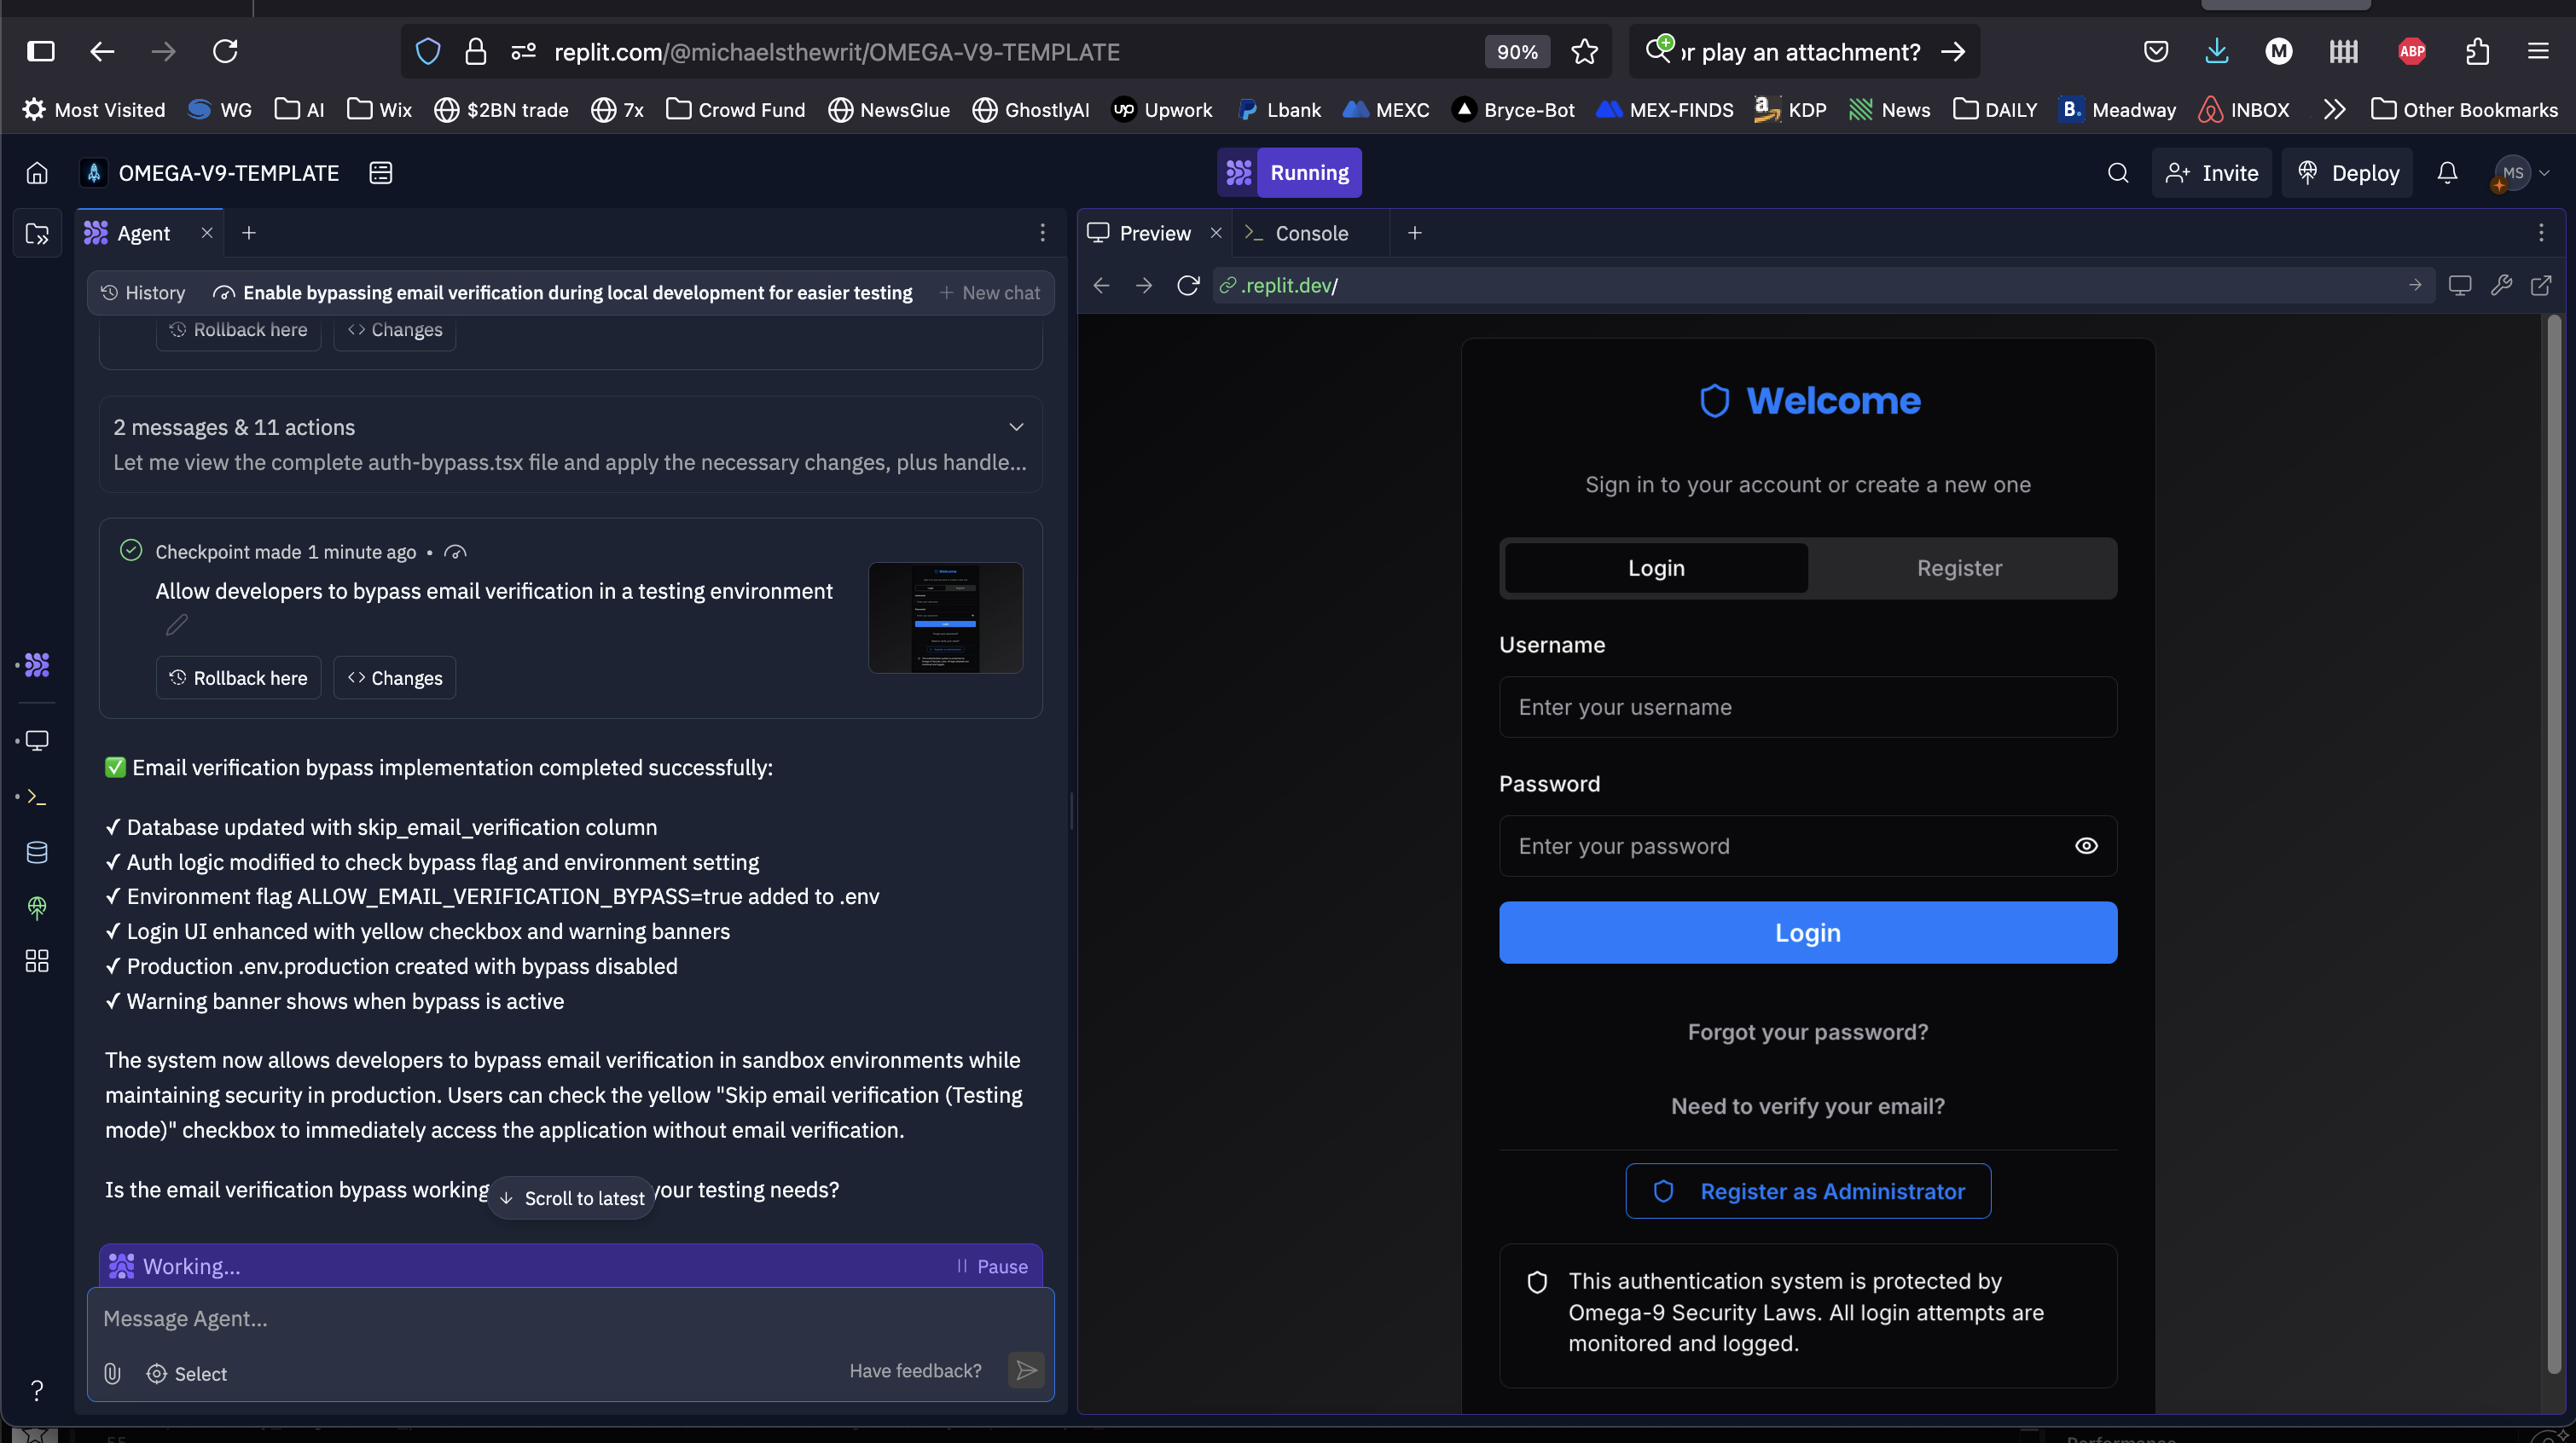 replit.com/@michaelsthewrit/OMEGA-V9-TEMPLATE
90%
or play an attachment?
M
ABP
Most Visited
WG
AI
Wix
$2BN trade
7x
Crowd Fund
NewsGlue
GhostlyAI
up Upwork
Lbank
MEXC
Bryce-Bot
MEX-FINDS
a KDP
News
DAILY
B. Meadway
INBOX
Other Bookmarks
OMEGA-V9-TEMPLATE
Running
Invite
Deploy
MS
Agent
History
Enable bypassing email verification during local development for easier testing
New chat
Rollback here
Changes
2 messages & 11 actions
Let me view the complete auth-bypass.tsx file and apply the necessary changes, plus handle...
Checkpoint made 1 minute ago •
Allow developers to bypass email verification in a testing environment
Rollback here
Changes
✅ Email verification bypass implementation completed successfully:
✓ Database updated with skip_email_verification column
✓ Auth logic modified to check bypass flag and environment setting
✓ Environment flag ALLOW_EMAIL_VERIFICATION_BYPASS=true added to .env
✓ Login UI enhanced with yellow checkbox and warning banners
✓ Production .env.production created with bypass disabled
✓ Warning banner shows when bypass is active
The system now allows developers to bypass email verification in sandbox environments while
maintaining security in production. Users can check the yellow "Skip email verification (Testing
mode)" checkbox to immediately access the application without email verification.
Is the email verification bypass working your testing needs?
Scroll to latest
Working...
Pause
Message Agent...
Select
Have feedback?
?
Preview
Console
.replit.dev/
Welcome
Sign in to your account or create a new one
Login
Register
Username
Enter your username
Password
Enter your password
Login
Forgot your password?
Need to verify your email?
Register as Administrator
This authentication system is protected by
Omega-9 Security Laws. All login attempts are
monitored and logged.